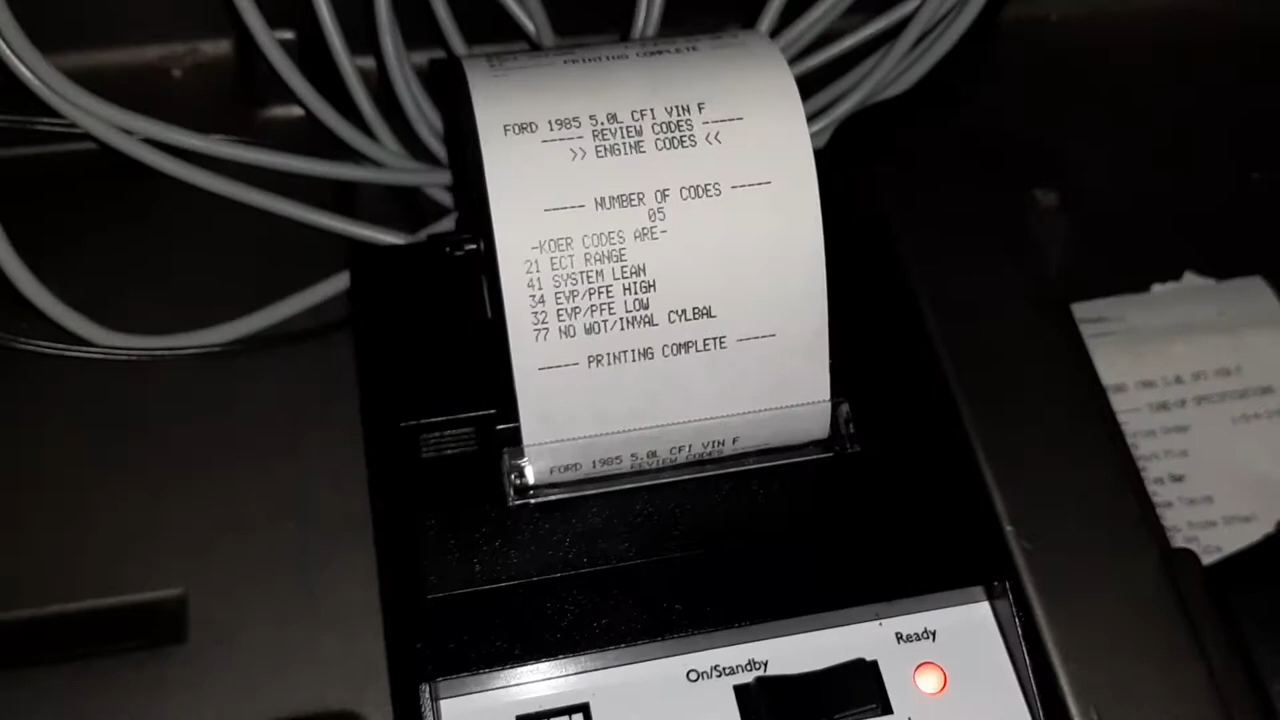 PRINTING COMPLETE
FORD 1985 5.0L CFI VIN F
----- REVIEW CODES -----
>> ENGINE CODES <<
----- NUMBER OF CODES -----
05
-KOER CODES ARE-
21 ECT RANGE
41 SYSTEM LEAN
34 EVP/PFE HIGH
32 EVP/PFE LOW
77 NO WOT/INVAL CYLBAL
----- PRINTING COMPLETE -----
FORD 1985 5.0L CFI VIN F
----- REVIEW CODES -----
On/Standby
Ready